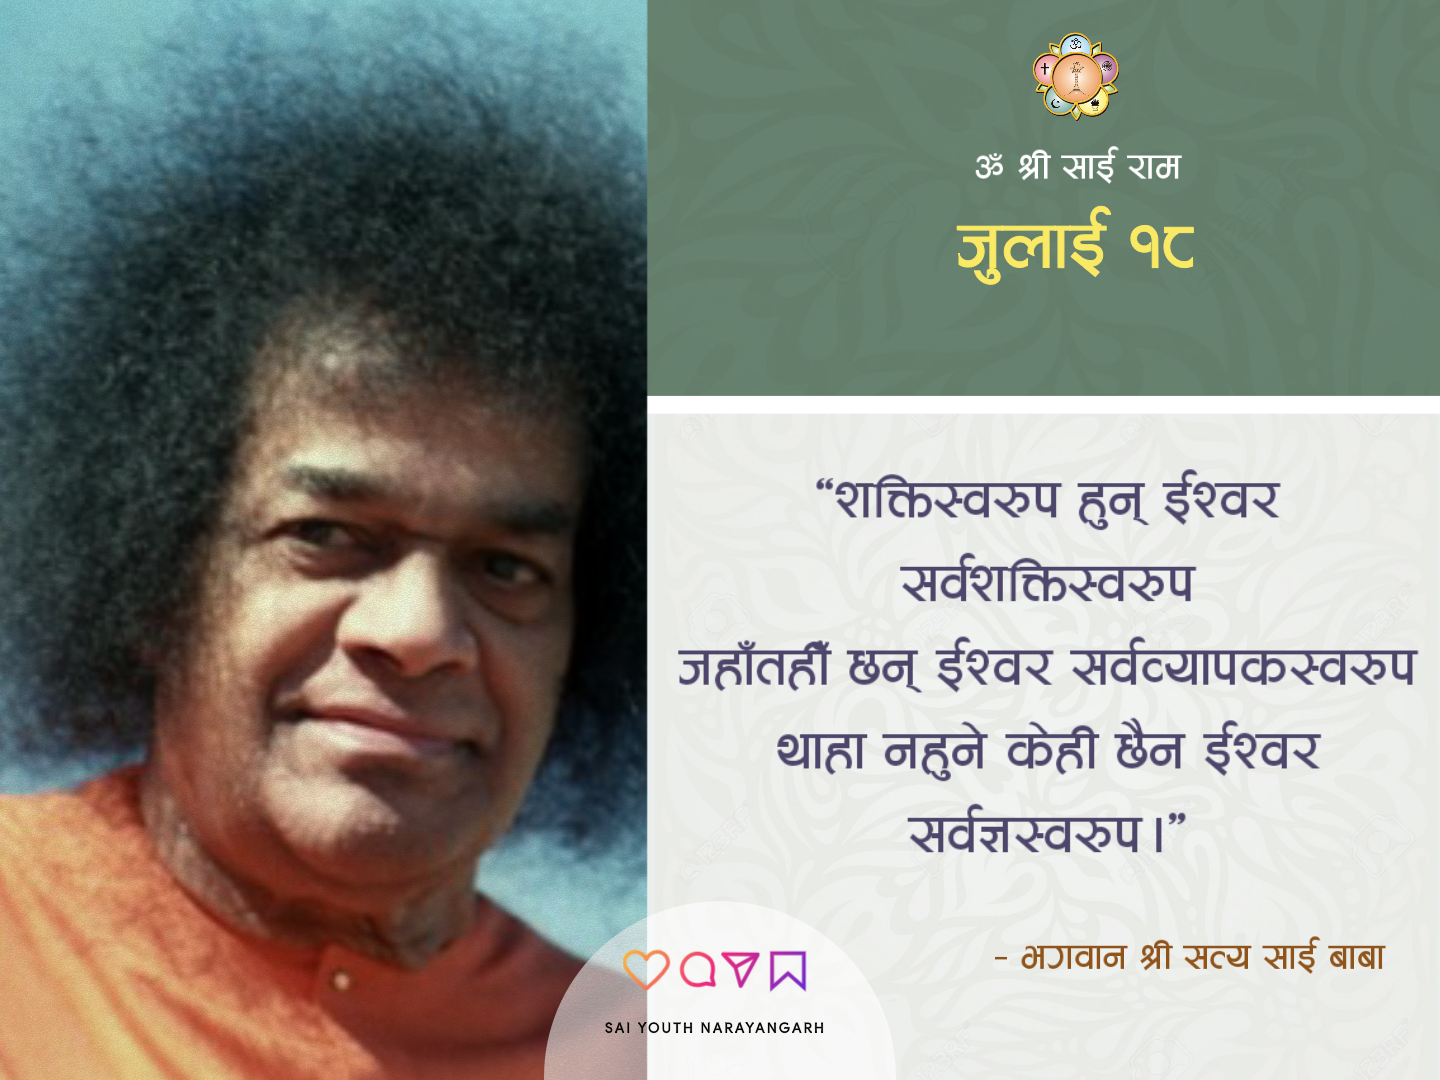 ॐ श्री साई राम
जुलाई १८
“शक्तिस्वरुप हुन् ईश्वर
सर्वशक्तिस्वरुप
जहाँतहीँ छन् ईश्वर सर्वव्यापकस्वरुप
थाहा नहुने केही छैन ईश्वर
सर्वज्ञस्वरुप।”
- भगवान श्री सत्य साई बाबा
SAI YOUTH NARAYANGARH